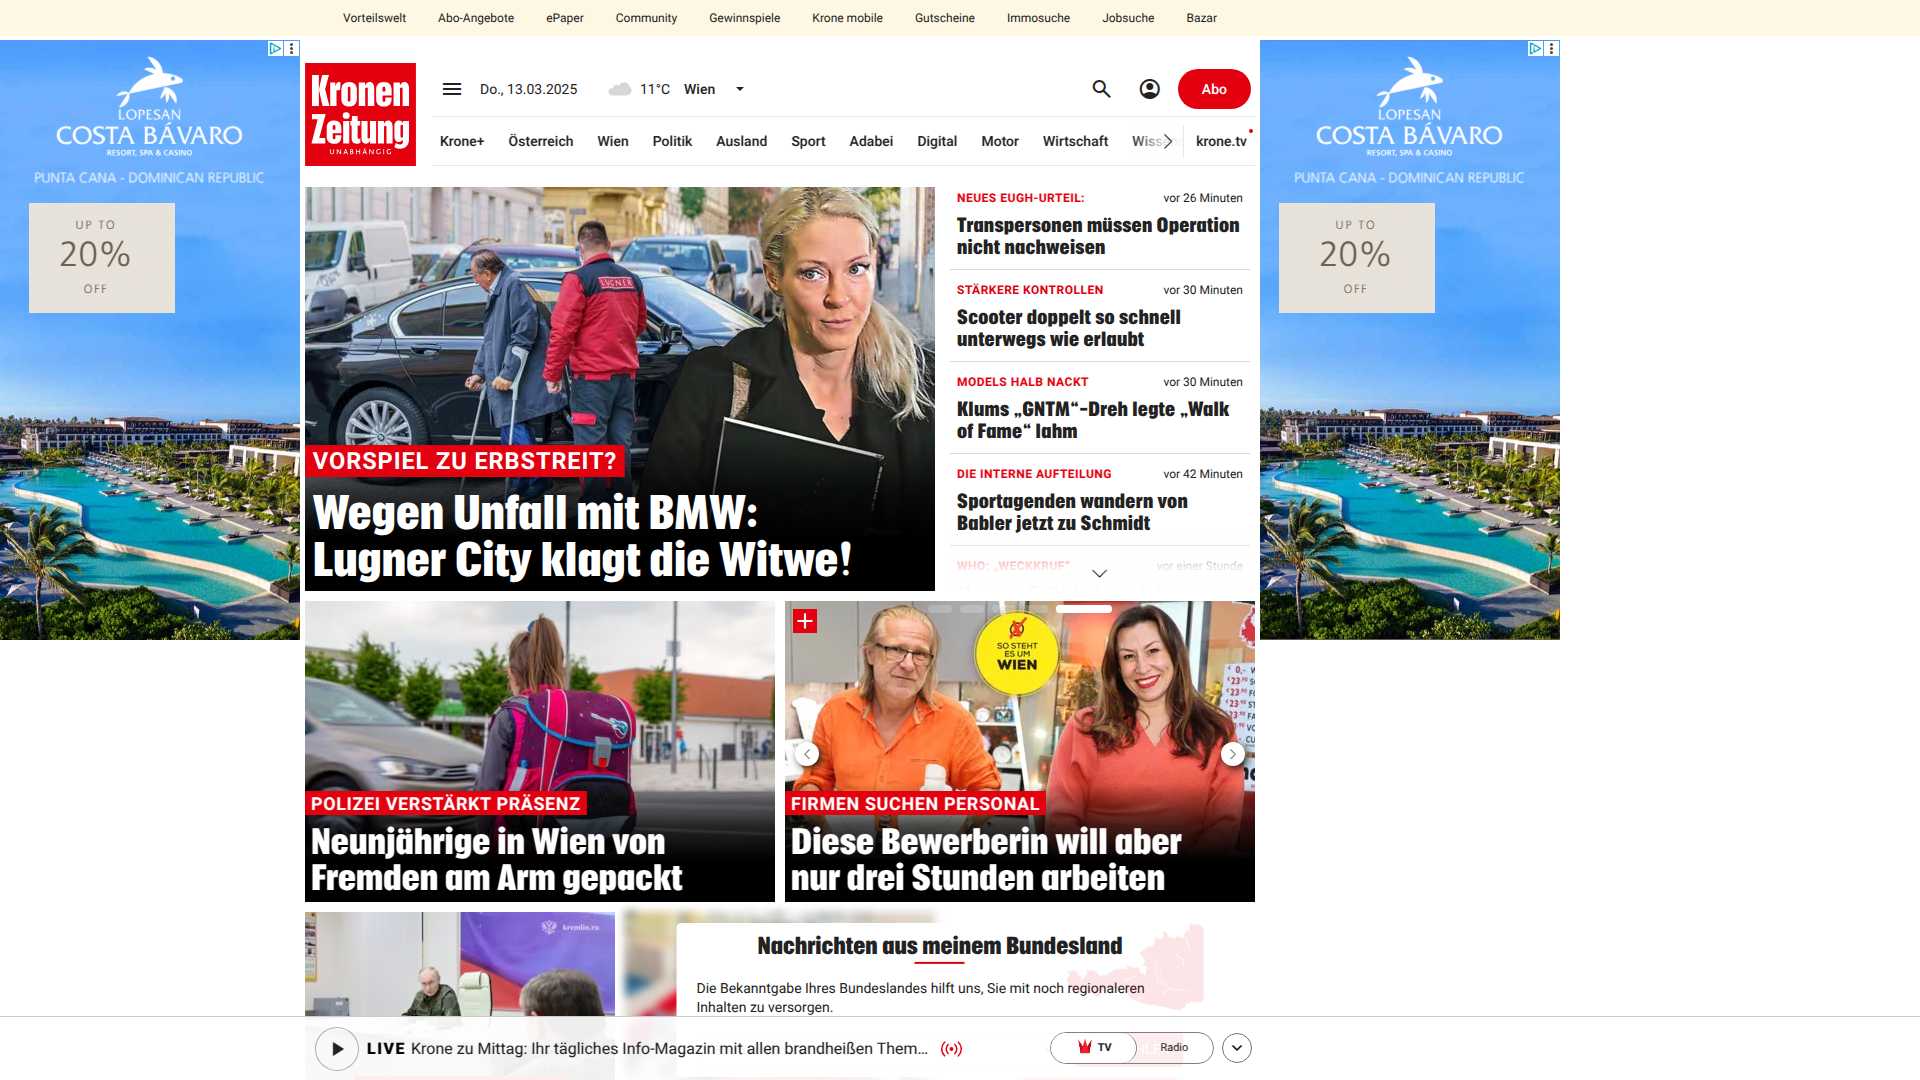 Vorteilswelt
Abo-Angebote
ePaper
Community
Gewinnspiele
Krone mobile
Gutscheine
Immosuche
Jobsuche
Bazar
LOPESAN
COSTA BÁVARO
RESORT, SPA & CASINO
PUNTA CANA - DOMINICAN REPUBLIC
UP TO
20%
OFF
Kronen
Zeitung
UNABHÄNGIG
Do., 13.03.2025
11°C
Wien
Abo
Krone+
Österreich
Wien
Politik
Ausland
Sport
Adabei
Digital
Motor
Wirtschaft
Wissen
krone.tv
LUGNER
VORSPIEL ZU ERBSTREIT?
Wegen Unfall mit BMW:
Lugner City klagt die Witwe!
NEUES EUGH-URTEIL:
vor 26 Minuten
Transpersonen müssen Operation
nicht nachweisen
STÄRKERE KONTROLLEN
vor 30 Minuten
Scooter doppelt so schnell
unterwegs wie erlaubt
MODELS HALB NACKT
vor 30 Minuten
Klums „GNTM“-Dreh legte „Walk
of Fame“ lahm
DIE INTERNE AUFTEILUNG
vor 42 Minuten
Sportagenden wandern von
Babler jetzt zu Schmidt
WHO: „WECKRUF“
vor einer Stunde
LOPESAN
COSTA BÁVARO
RESORT, SPA & CASINO
PUNTA CANA - DOMINICAN REPUBLIC
UP TO
20%
OFF
POLIZEI VERSTÄRKT PRÄSENZ
Neunjährige in Wien von
Fremden am Arm gepackt
SO STEHT
ES UM
WIEN
FIRMEN SUCHEN PERSONAL
Diese Bewerberin will aber
nur drei Stunden arbeiten
kremlin.ru
Nachrichten aus meinem Bundesland
Die Bekanntgabe Ihres Bundeslandes hilft uns, Sie mit noch regionaleren
Inhalten zu versorgen.
LIVE Krone zu Mittag: Ihr tägliches Info-Magazin mit allen brandheißen Them...
TV
Radio